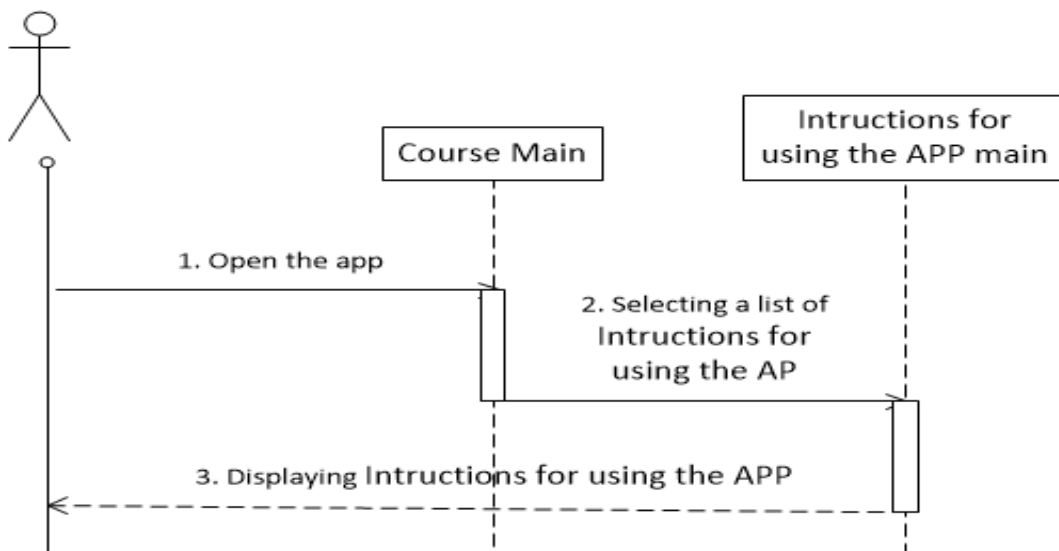 Course Main
Intructions for
using the APP main
1. Open the app
2. Selecting a list of
Intructions for
using the AP
3. Displaying Intructions for using the APP